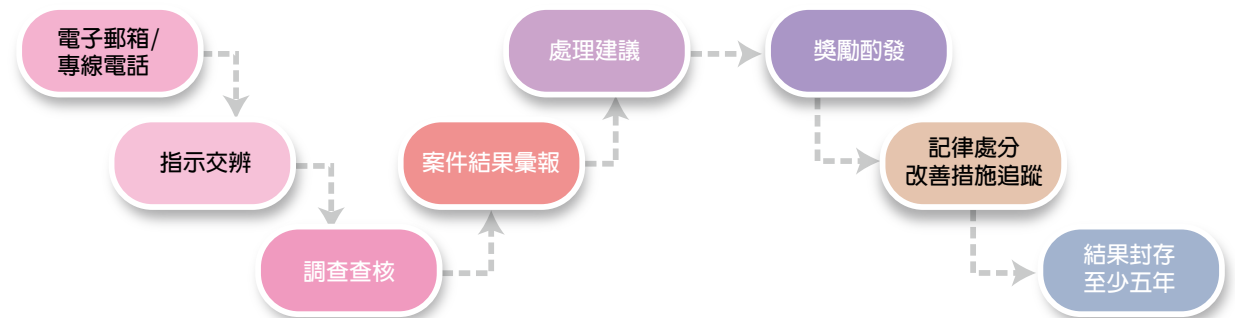 電子郵箱/
專線電話
指示交辨
調查查核
案件結果彙報
處理建議
獎勵酌發
記律處分
改善措施追蹤
結果封存
至少五年